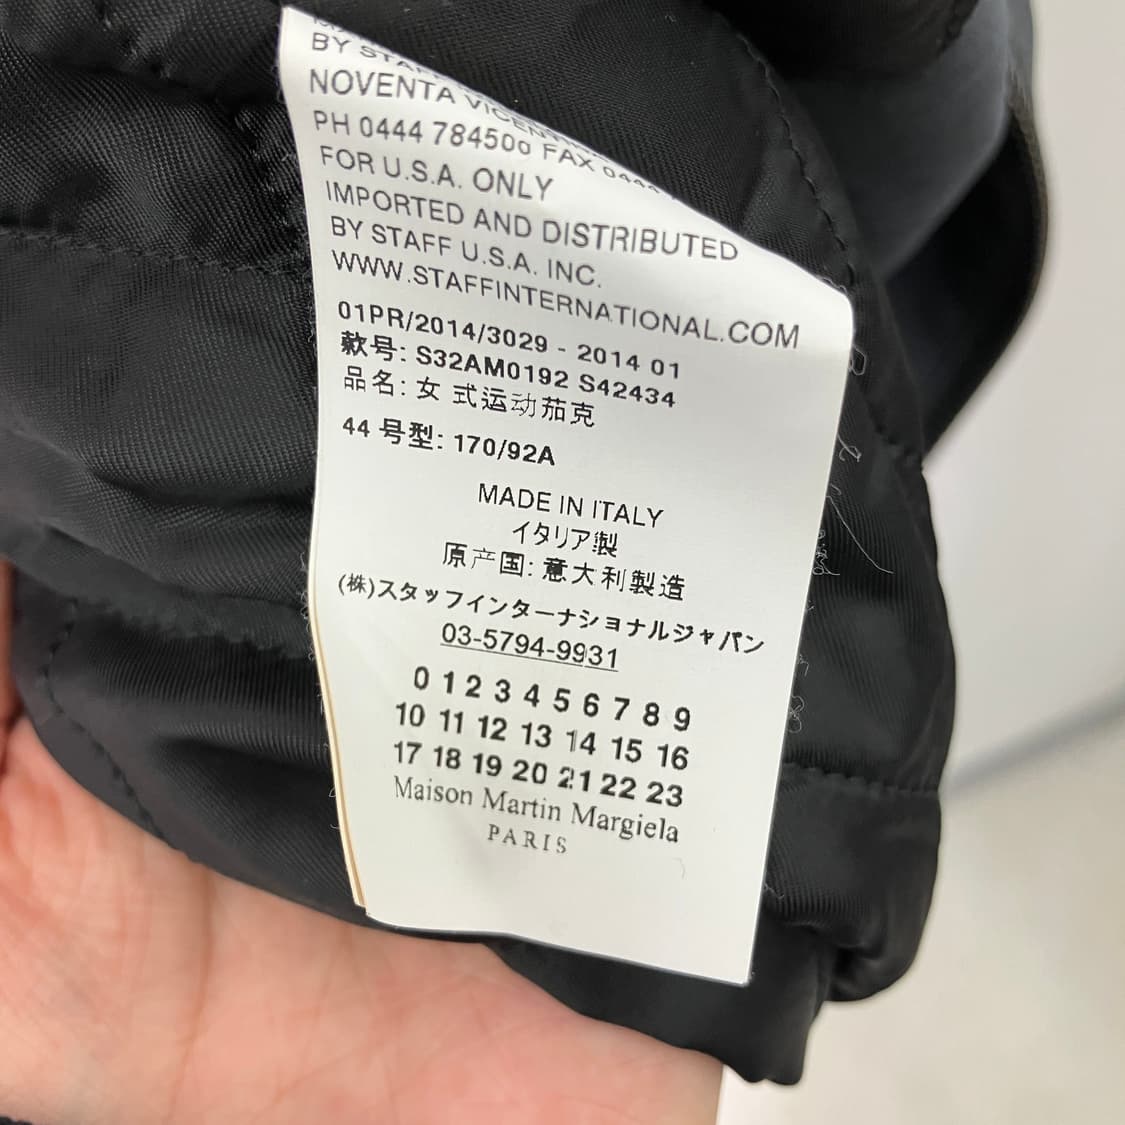 BY STAFF
NOVENTA VICENTINA
PH 0444 784500 FAX 0444
FOR U.S.A. ONLY
IMPORTED AND DISTRIBUTED
BY STAFF U.S.A. INC.
WWW.STAFFINTERNATIONAL.COM
01PR/2014/3029 - 2014 01
款号: S32AM0192 S42434
品名: 女 式运动茄克
44 号型: 170/92A
MADE IN ITALY
イタリア製
原产国: 意大利製造
(株)スタッフインターナショナルジャパン
03-5794-9931
0 1 2 3 4 5 6 7 8 9
10 11 12 13 14 15 16
17 18 19 20 21 22 23
Maison Martin Margiela
PARIS